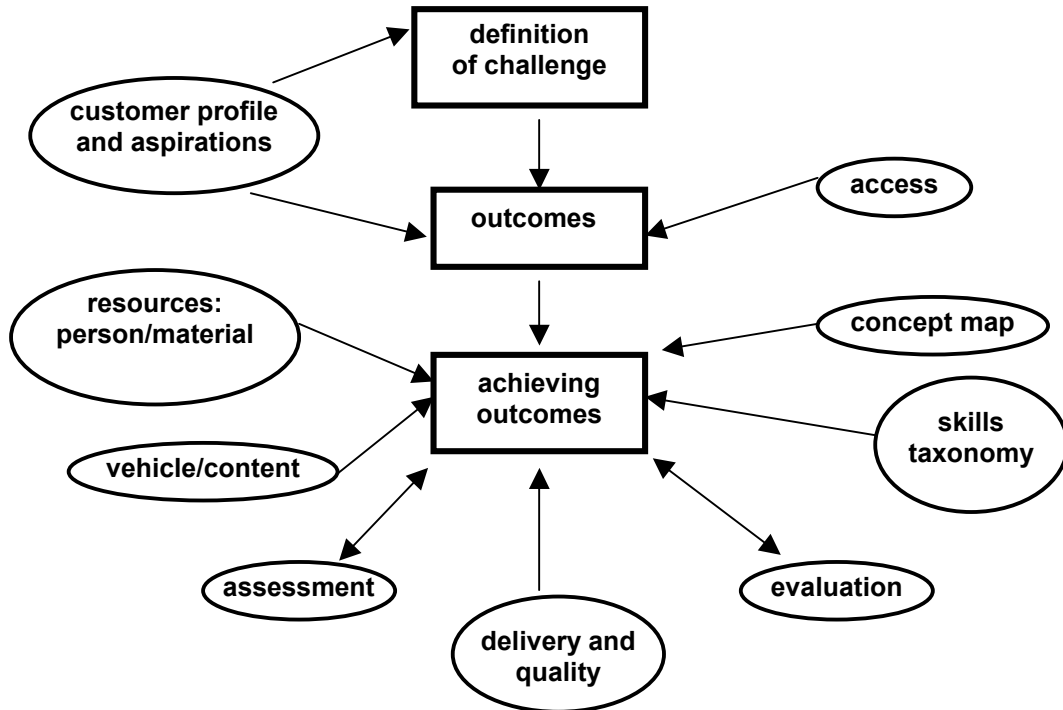 definition
of challenge
customer profile
and aspirations
access
outcomes
resources:
person/material
concept map
achieving
outcomes
skills
taxonomy
vehicle/content
assessment
evaluation
delivery and
quality